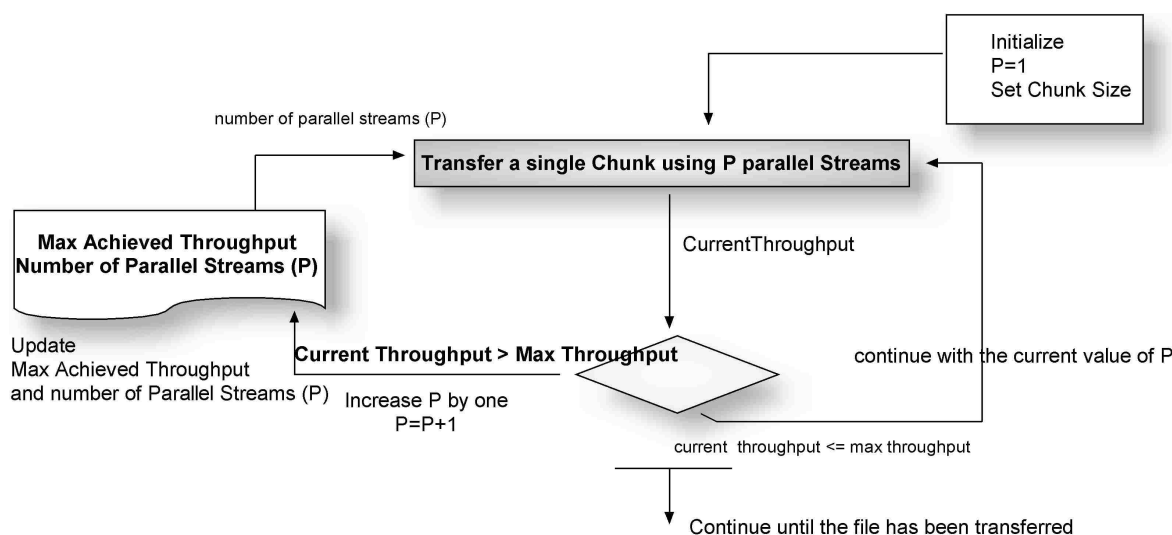 Initialize
P=1
Set Chunk Size
number of parallel streams (P)
Transfer a single Chunk using P parallel Streams
CurrentThroughput
Max Achieved Throughput
Number of Parallel Streams (P)
Update
Max Achieved Throughput
and number of Parallel Streams (P)
Current Throughput > Max Throughput
Increase P by one
P=P+1
continue with the current value of P
current throughput <= max throughput
Continue until the file has been transferred